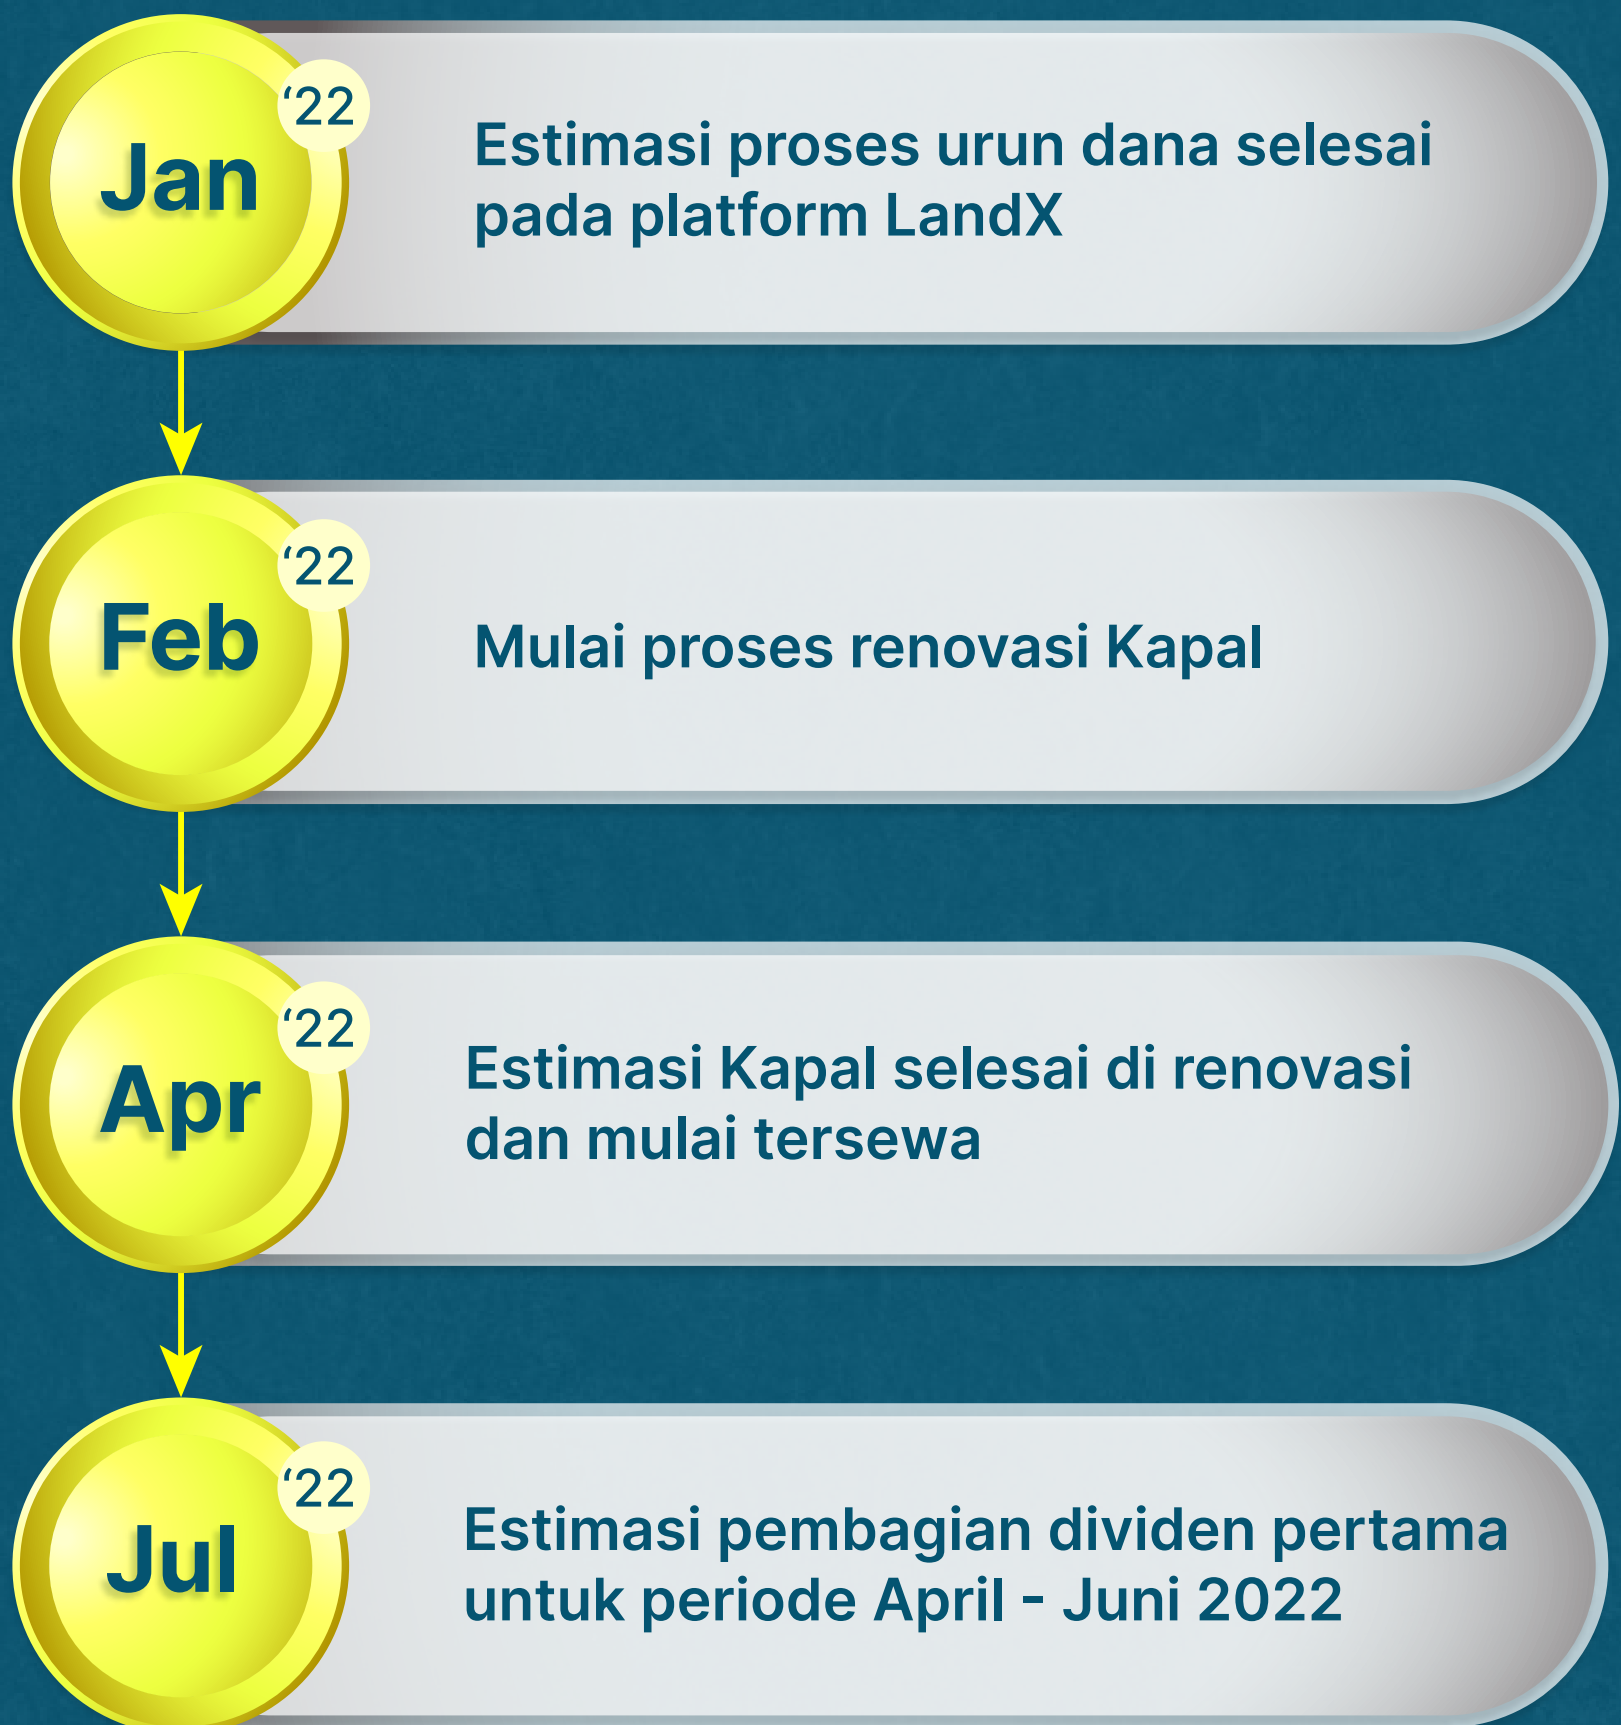 Jan
‘22
Estimasi proses urun dana selesai
pada platform LandX
Feb
‘22
Mulai proses renovasi Kapal
Apr
‘22
Estimasi Kapal selesai di renovasi
dan mulai tersewa
Jul
‘22
Estimasi pembagian dividen pertama
untuk periode April - Juni 2022